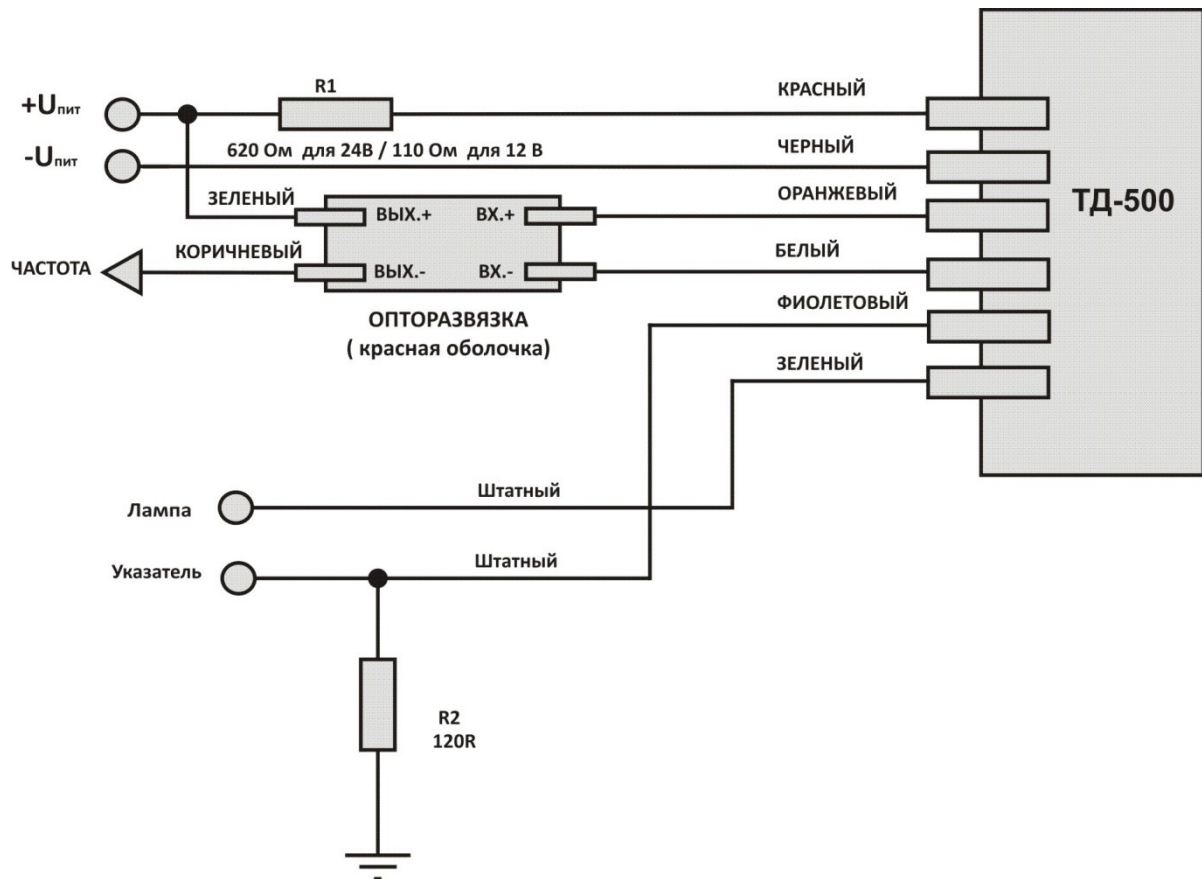 R1
КРАСНЫЙ
+Uпит
-Uпит
620 Ом для 24В / 110 Ом для 12 В
ЧЕРНЫЙ
ЗЕЛЕНЫЙ
ВЫХ.+
ВХ.+
ОРАНЖЕВЫЙ
ТД-500
ЧАСТОТА
КОРИЧНЕВЫЙ
ВЫХ.-
ВХ.-
БЕЛЫЙ
ОПТОРАЗВЯЗКА
( красная оболочка)
ФИОЛЕТОВЫЙ
ЗЕЛЕНЫЙ
Лампа
Штатный
Указатель
Штатный
R2
120R